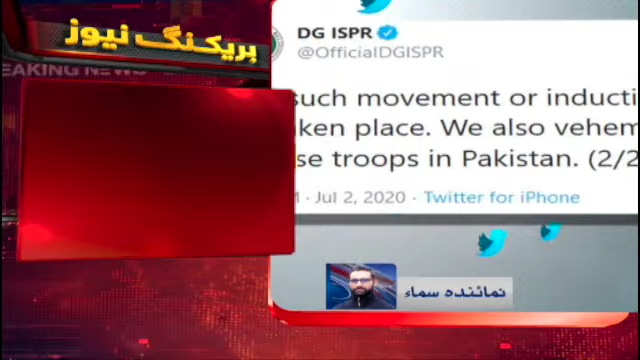 بریکنگ نیوز
EAKING NEWS
DG ISPR
@OfficialDGISPR
such movement or inducti
ken place. We also vehem
se troops in Pakistan. (2/2
Jul 2, 2020 · Twitter for iPhone
نمائندہ سماء